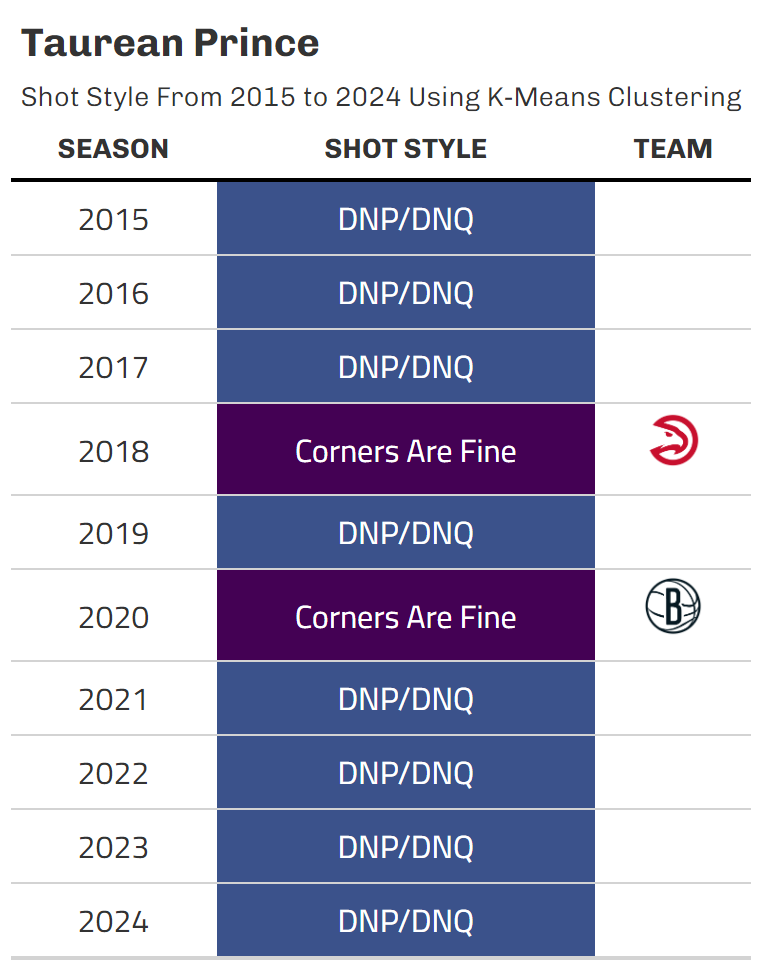 Taurean Prince
Shot Style From 2015 to 2024 Using K-Means Clustering
SEASON SHOT STYLE TEAM
2015 DNP/DNQ
2016 DNP/DNQ
2017 DNP/DNQ
2018 Corners Are Fine
2019 DNP/DNQ
2020 Corners Are Fine B
2021 DNP/DNQ
2022 DNP/DNQ
2023 DNP/DNQ
2024 DNP/DNQ